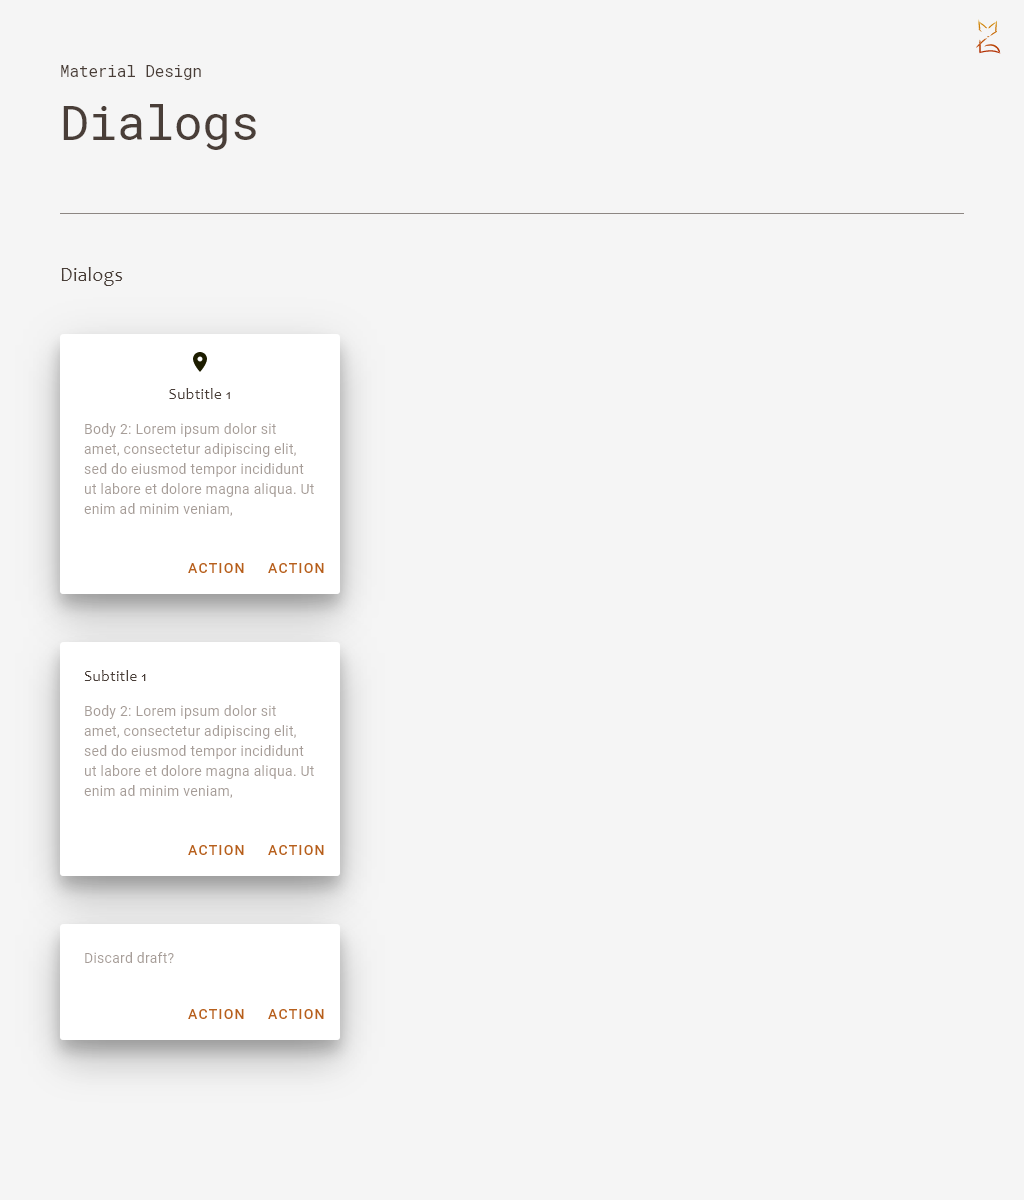 Material Design
Dialogs
Dialogs
Subtitle 1
Body 2: Lorem ipsum dolor sit
amet, consectetur adipiscing elit,
sed do eiusmod tempor incididunt
ut labore et dolore magna aliqua. Ut
enim ad minim veniam,
ACTION ACTION
Subtitle 1
Body 2: Lorem ipsum dolor sit
amet, consectetur adipiscing elit,
sed do eiusmod tempor incididunt
ut labore et dolore magna aliqua. Ut
enim ad minim veniam,
ACTION ACTION
Discard draft?
ACTION ACTION